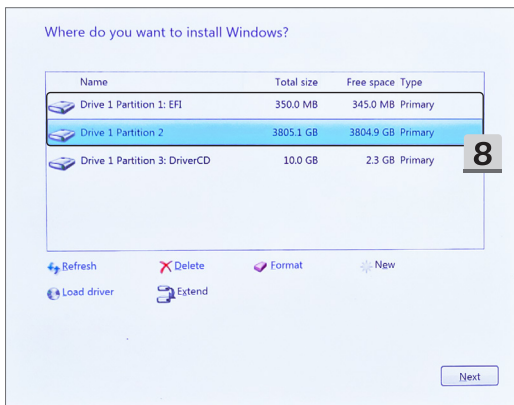 Where do you want to install Windows?
Name Total size Free space Type
Drive 1 Partition 1: EFI 350.0 MB 345.0 MB Primary
Drive 1 Partition 2 3805.1 GB 3804.9 GB Primary
Drive 1 Partition 3: DriverCD 10.0 GB 2.3 GB Primary
8
Refresh Delete Format New
Load driver Extend
Next